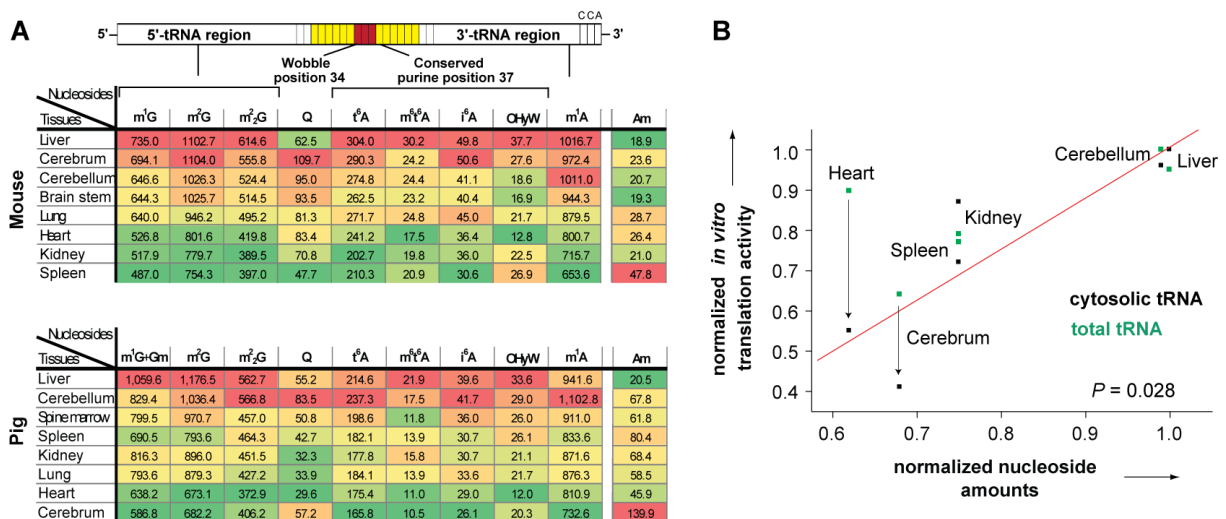 A
C C A
5'-
5'-tRNA region
3'-tRNA region
- 3'
Wobble
position 34
Conserved
purine position 37
Mouse
Nucleosides
Tissues
m¹G m²G m²₂G Q t⁶A m⁶t⁶A i⁶A OHyW m¹A Am
Liver 735.0 1102.7 614.6 62.5 304.0 30.2 49.8 37.7 1016.7 18.9
Cerebrum 694.1 1104.0 555.8 109.7 290.3 24.2 50.6 27.6 972.4 23.6
Cerebellum 646.6 1026.3 524.4 95.0 274.8 24.4 41.1 18.6 1011.0 20.7
Brain stem 644.3 1025.7 514.5 93.5 262.5 23.2 40.4 16.9 944.3 19.3
Lung 640.0 946.2 495.2 81.3 271.7 24.8 45.0 21.7 879.5 28.7
Heart 526.8 801.6 419.8 83.4 241.2 17.5 36.4 12.8 800.7 26.4
Kidney 517.9 779.7 389.5 70.8 202.7 19.8 36.0 22.5 715.7 21.0
Spleen 487.0 754.3 397.0 47.7 210.3 20.9 30.6 26.9 653.6 47.8
Pig
Nucleosides
Tissues
m¹G+Gm m²G m²₂G Q t⁶A m⁶t⁶A i⁶A OHyW m¹A Am
Liver 1,059.6 1,176.5 562.7 55.2 214.6 21.9 39.6 33.6 941.6 20.5
Cerebellum 829.4 1,036.4 566.8 83.5 237.3 17.5 41.7 29.0 1,102.8 67.8
Spine marrow 799.5 970.7 457.0 50.8 198.6 11.8 36.0 26.0 911.0 61.8
Spleen 690.5 793.6 464.3 42.7 182.1 13.9 30.7 26.1 833.6 80.4
Kidney 816.3 896.0 451.5 32.3 177.8 15.8 30.7 21.1 871.6 68.4
Lung 793.6 879.3 427.2 33.9 184.1 13.9 33.6 21.7 876.3 58.5
Heart 638.2 673.1 372.9 29.6 175.4 11.0 29.0 12.0 810.9 45.9
Cerebrum 586.8 682.2 406.2 57.2 165.8 10.5 26.1 20.3 732.6 139.9
B
normalized in vitro
translation activity
1.0
0.9
0.8
0.7
0.6
0.5
0.4
Heart
Cerebellum
Liver
Kidney
Spleen
Cerebrum
cytosolic tRNA
total tRNA
P = 0.028
0.6 0.7 0.8 0.9 1.0
normalized nucleoside
amounts